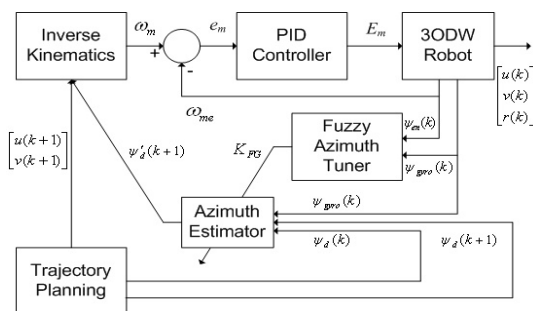 Inverse
Kinematics
ω_m
+
-
e_m
PID
Controller
E_m
3ODW
Robot
[u(k)
v(k)
r(k)]
ω_me
ψ_en(k)
Fuzzy
Azimuth
Tuner
ψ_gyro(k)
K_FG
[u(k+1)
v(k+1)]
ψ'_d(k+1)
Azimuth
Estimator
ψ_gyro(k)
ψ_d(k)
ψ_d(k+1)
Trajectory
Planning